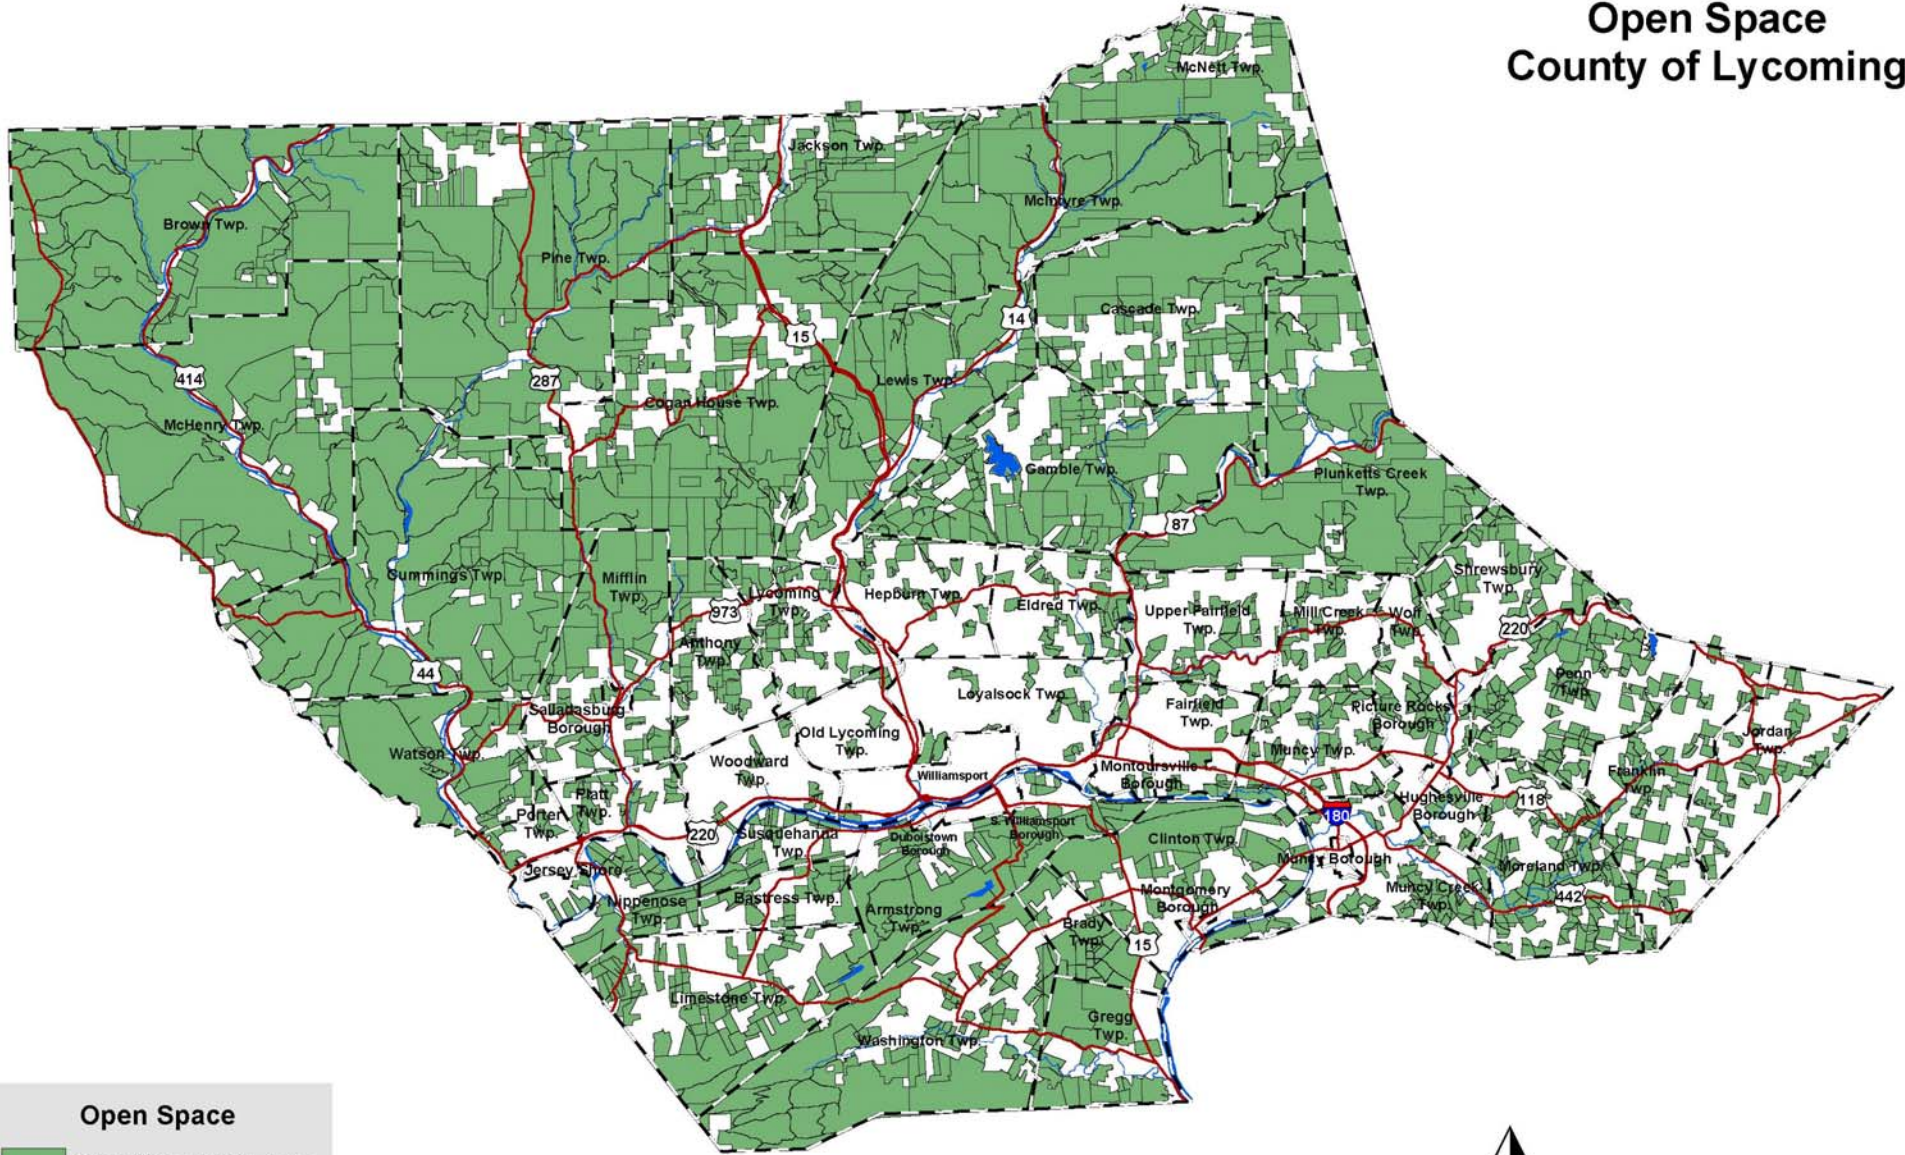 Open Space
County of Lycoming
McNett Twp.
Jackson Twp.
McIntyre Twp.
Brown Twp.
Pine Twp.
Cascade Twp.
14
15
414
287
Lewis Twp.
Cogan House Twp.
McHenry Twp.
Gamble Twp.
Plunketts Creek
Twp.
87
Cummings Twp.
Mifflin
Twp.
Lycoming
Twp.
973
Hepburn Twp.
Eldred Twp.
Upper Fairfield
Twp.
Mill Creek
Twp.
Wolf
Twp.
Shrewsbury
Twp.
220
Anthony
Twp.
44
Penn
Twp.
Loyalsock Twp.
Salladasburg
Borough
Fairfield
Twp.
Picture Rocks
Borough
Old Lycoming
Twp.
Jordan
Twp.
Watson Twp.
Muncy Twp.
Woodward
Twp.
Williamsport
Montoursville
Borough
Franklin
Twp.
Piatt
Twp.
Porter
Twp.
Hughesville
Borough
118
180
220
Susquehanna
Twp.
Duboistown
Borough
S. Williamsport
Borough
Clinton Twp.
Muncy Borough
Moreland Twp.
Jersey Shore
Nippenose
Twp.
Bastress Twp.
Armstrong
Twp.
Montgomery
Borough
Muncy Creek
Twp.
442
Brady
Twp.
15
Limestone Twp.
Gregg
Twp.
Washington Twp.
Open Space